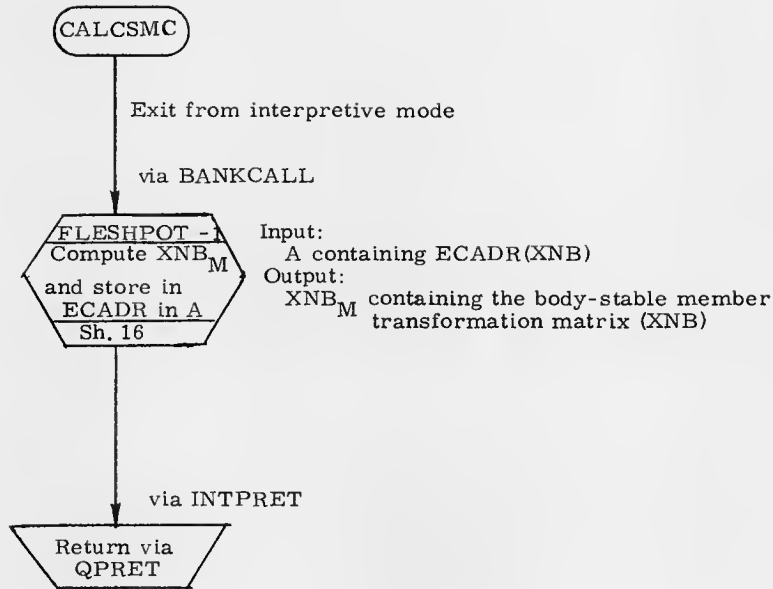 CALCSMC
Exit from interpretive mode
via BANKCALL
FLESHPOT -1
Compute XNB_M
and store in
ECADR in A
Sh. 16
Input:
A containing ECADR(XNB)
Output:
XNB_M containing the body-stable member
transformation matrix (XNB)
via INTPRET
Return via
QPRET